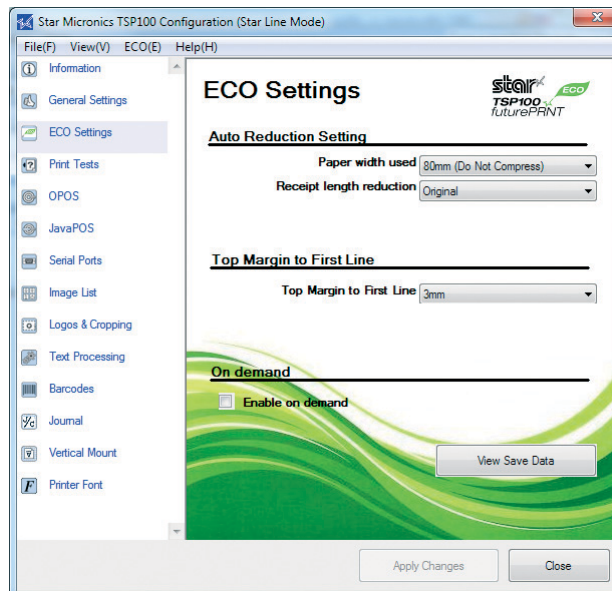 Star Micronics TSP100 Configuration (Star Line Mode)
File(F) View(V) ECO(E) Help(H)
Information
General Settings
ECO Settings
Print Tests
OPOS
JavaPOS
Serial Ports
Image List
Logos & Cropping
Text Processing
Barcodes
Journal
Vertical Mount
Printer Font
ECO Settings
star ECO
TSP100
futurePRNT
Auto Reduction Setting
Paper width used 80mm (Do Not Compress)
Receipt length reduction Original
Top Margin to First Line
Top Margin to First Line 3mm
On demand
Enable on demand
View Save Data
Apply Changes Close